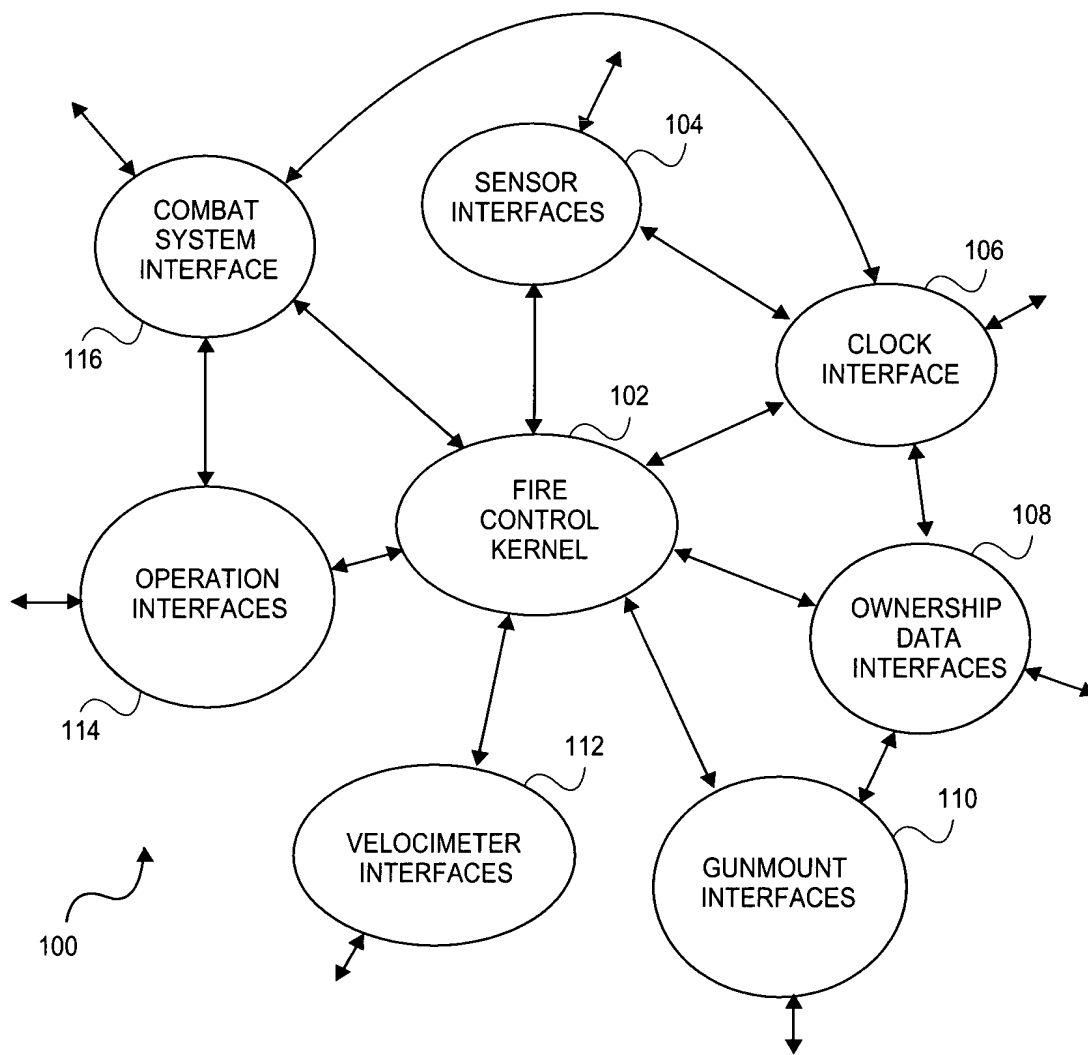 104
SENSOR
INTERFACES
COMBAT
SYSTEM
INTERFACE
116
106
CLOCK
INTERFACE
102
FIRE
CONTROL
KERNEL
108
OWNERSHIP
DATA
INTERFACES
OPERATION
INTERFACES
114
112
VELOCIMETER
INTERFACES
110
GUNMOUNT
INTERFACES
100